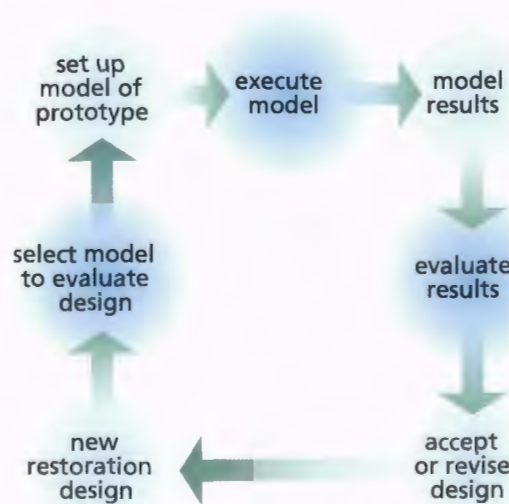 set up
model of
prototype
execute
model
model
results
select model
to evaluate
design
evaluate
results
new
restoration
design
accept
or revise
design